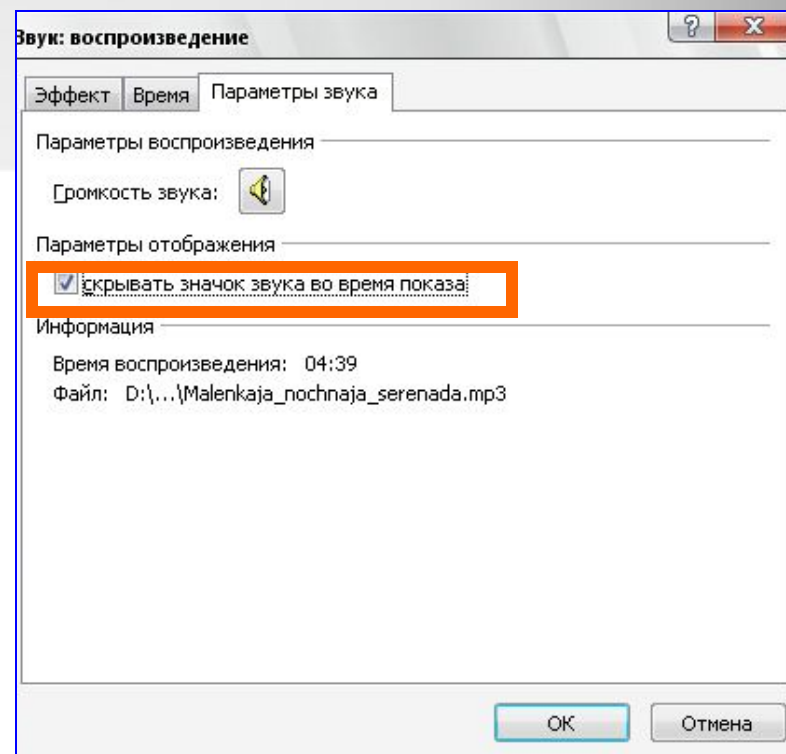 Звук: воспроизведение
Эффект Время Параметры звука
Параметры воспроизведения
Громкость звука:
Параметры отображения
скрывать значок звука во время показа
Информация
Время воспроизведения: 04:39
Файл: D:\...\Malenkaja_nochnaja_serenada.mp3
ОК Отмена